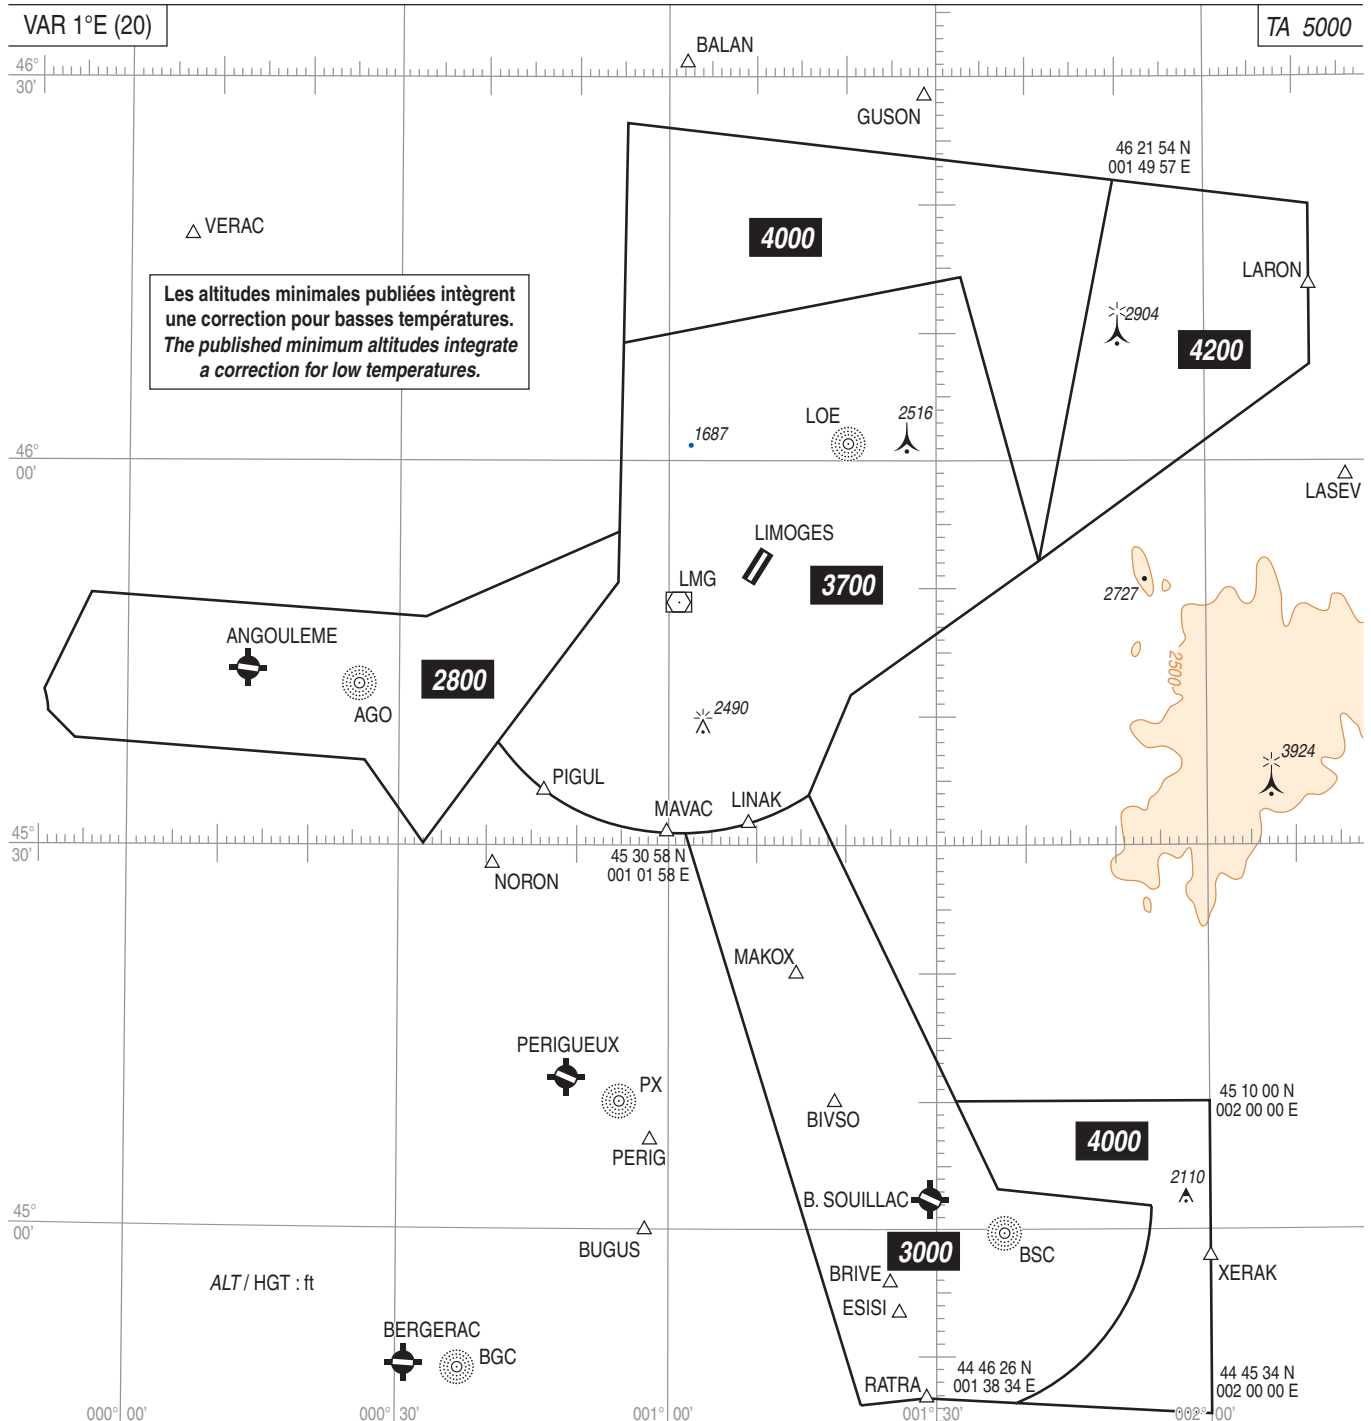 VAR 1°E (20)
TA 5000
BALAN
46°
30'
GUSON
46 21 54 N
001 49 57 E
VERAC
4000
LARON
Les altitudes minimales publiées intègrent
une correction pour basses températures.
The published minimum altitudes integrate
a correction for low temperatures.
2904
4200
LOE
2516
1687
46°
00'
LASEV
LIMOGES
LMG
3700
2727
ANGOULEME
2800
2500
AGO
2490
3924
PIGUL
MAVAC
LINAK
45°
30'
45 30 58 N
001 01 58 E
NORON
MAKOX
PERIGUEUX
PX
45 10 00 N
002 00 00 E
BIVSO
4000
PERIG
2110
B. SOUILLAC
45°
00'
BUGUS
3000
BSC
XERAK
BRIVE
ALT / HGT : ft
ESISI
BERGERAC
BGC
RATRA
44 46 26 N
001 38 34 E
44 45 34 N
002 00 00 E
000° 00'
000° 30'
001° 00'
001° 30'
002° 00'